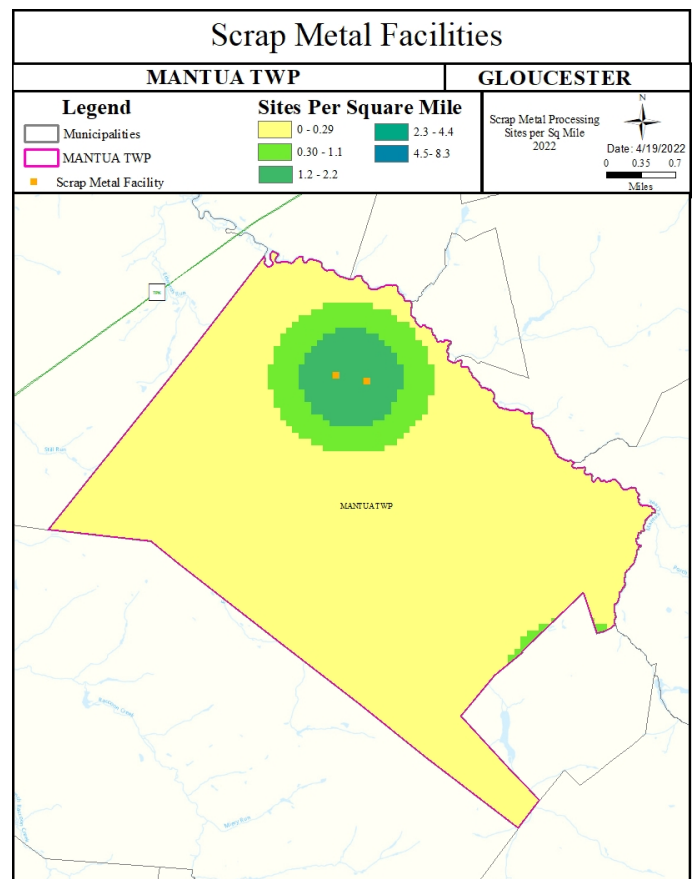 Scrap Metal Facilities
MANTUA TWP
GLOUCESTER
Legend
Municipalities
MANTUA TWP
Scrap Metal Facility
Sites Per Square Mile
0 - 0.29
0.30 - 1.1
1.2 - 2.2
2.3 - 4.4
4.5- 8.3
Scrap Metal Processing
Sites per Sq Mile
2022
N
Date: 4/19/2022
0 0.35 0.7
Miles
Still Run
MANTUA TWP